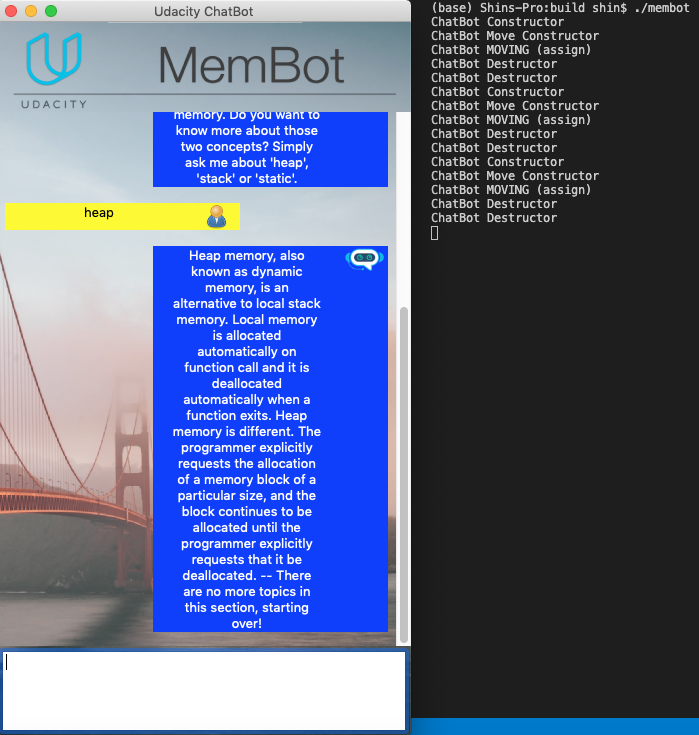 Udacity ChatBot
UDACITY
MemBot
memory. Do you want to
know more about those
two concepts? Simply
ask me about 'heap',
'stack' or 'static'.
heap
Heap memory, also
known as dynamic
memory, is an
alternative to local stack
memory. Local memory
is allocated
automatically on
function call and it is
deallocated
automatically when a
function exits. Heap
memory is different. The
programmer explicitly
requests the allocation
of a memory block of a
particular size, and the
block continues to be
allocated until the
programmer explicitly
requests that it be
deallocated. -- There
are no more topics in
this section, starting
over!
(base) Shins-Pro:build shin$ ./membot
ChatBot Constructor
ChatBot Move Constructor
ChatBot MOVING (assign)
ChatBot Destructor
ChatBot Destructor
ChatBot Constructor
ChatBot Move Constructor
ChatBot MOVING (assign)
ChatBot Destructor
ChatBot Destructor
ChatBot Constructor
ChatBot Move Constructor
ChatBot MOVING (assign)
ChatBot Destructor
ChatBot Destructor